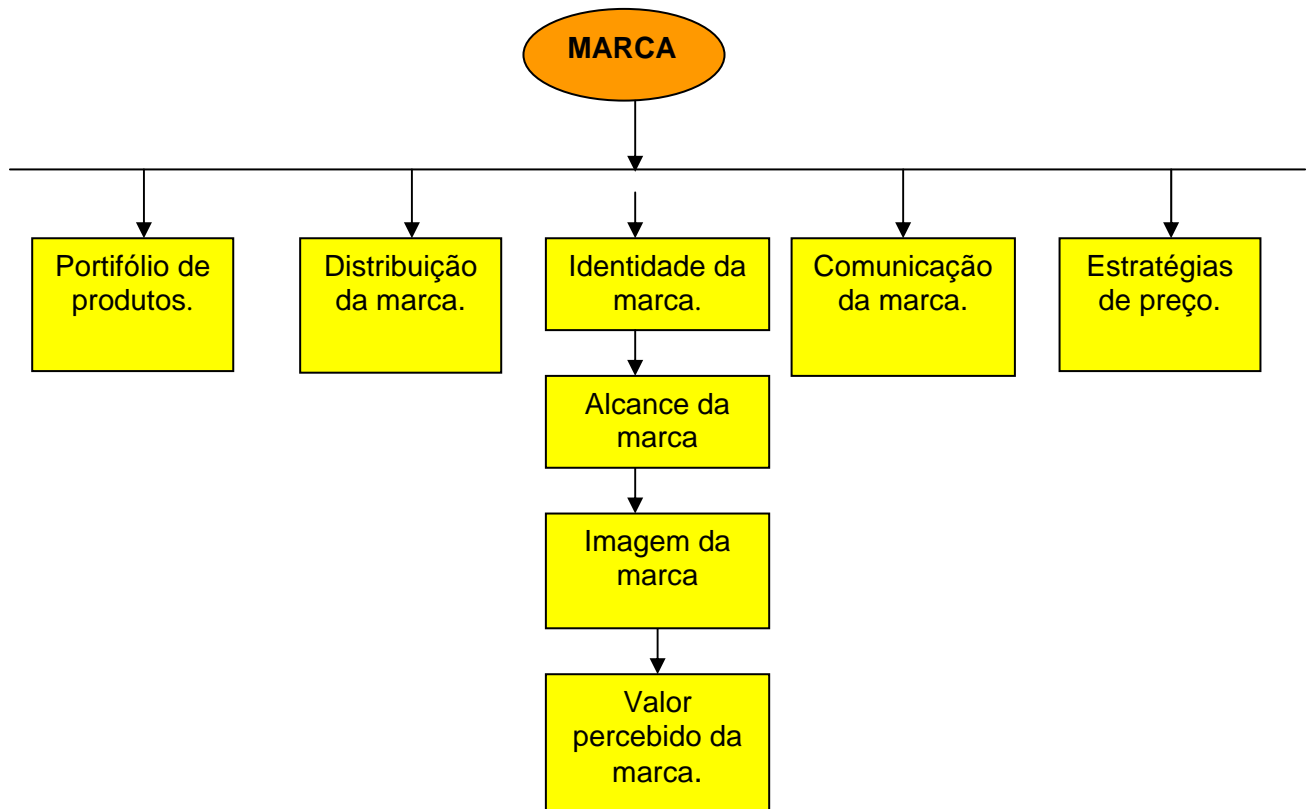 MARCA
Portifólio de
produtos.
Distribuição
da marca.
Identidade da
marca.
Comunicação
da marca.
Estratégias
de preço.
Alcance da
marca
Imagem da
marca
Valor
percebido da
marca.